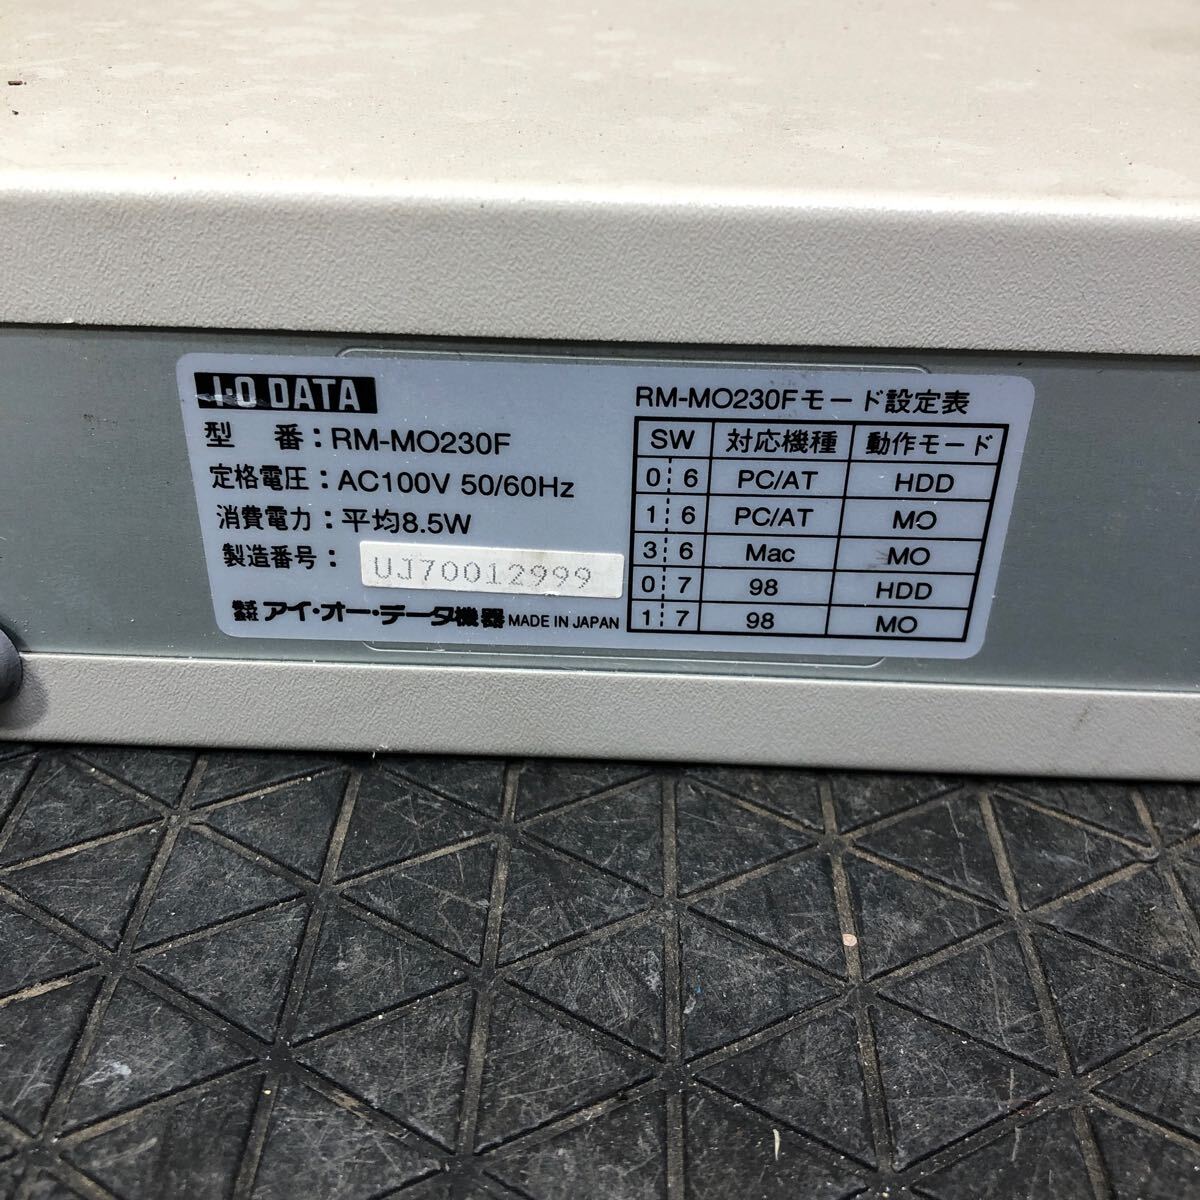 I・O DATA
型 番：RM-MO230F
定格電圧：AC100V 50/60Hz
消費電力：平均8.5W
製造番号：UJ70012999
株式会社 アイ・オー・データ機器 MADE IN JAPAN
RM-MO230Fモード設定表
SW 対応機種 動作モード
0 6 PC/AT HDD
1 6 PC/AT MO
3 6 Mac MO
0 7 98 HDD
1 7 98 MO